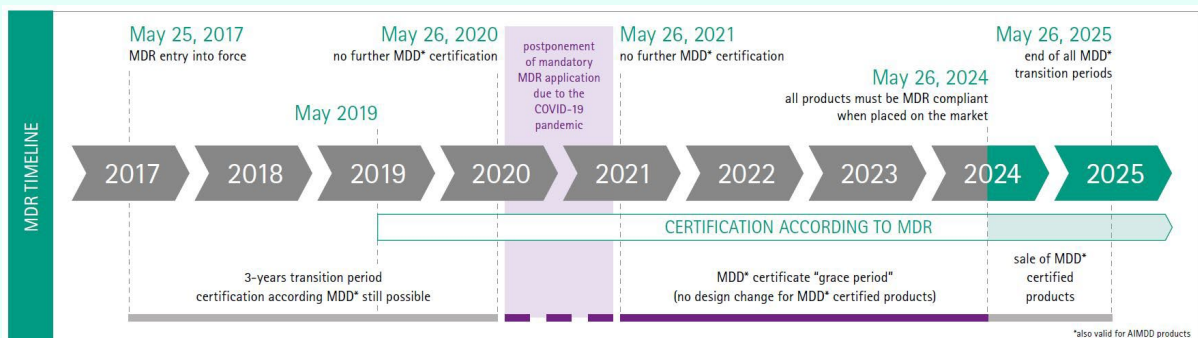 MDR TIMELINE
May 25, 2017
MDR entry into force
May 26, 2020
no further MDD* certification
postponement
of mandatory
MDR application
due to the
COVID-19
pandemic
May 26, 2021
no further MDD* certification
May 26, 2024
all products must be MDR compliant
when placed on the market
May 26, 2025
end of all MDD*
transition periods
May 2019
2017
2018
2019
2020
2021
2022
2023
2024
2025
CERTIFICATION ACCORDING TO MDR
3-years transition period
certification according MDD* still possible
MDD* certificate “grace period”
(no design change for MDD* certified products)
sale of MDD*
certified
products
*also valid for AIMDD products